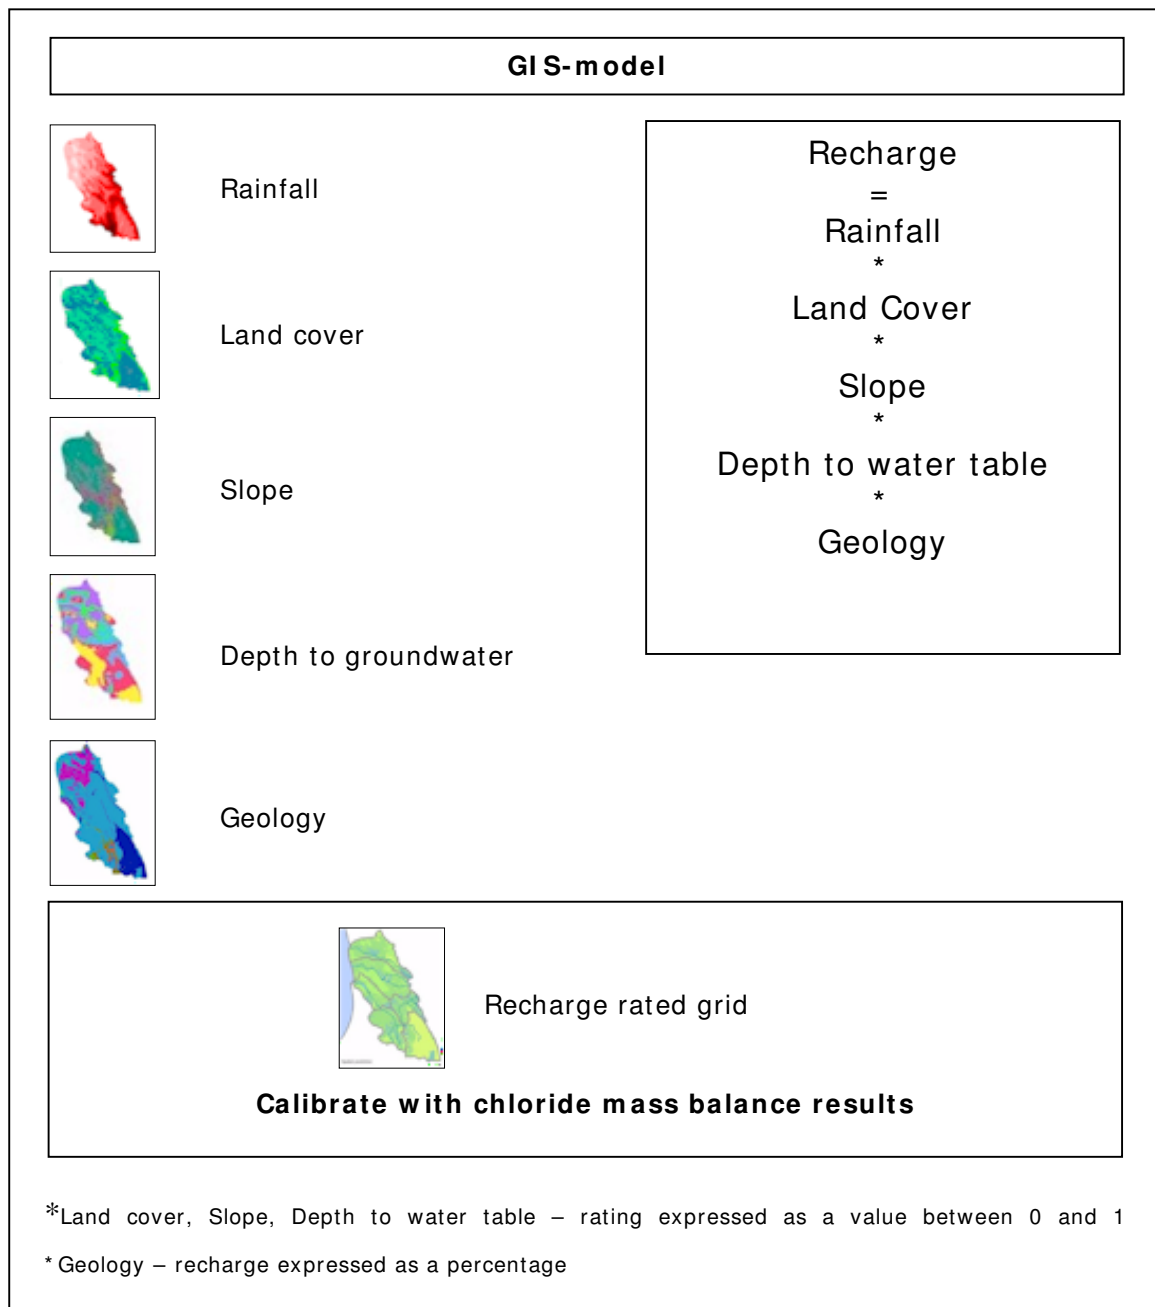 GIS-model
Rainfall
Land cover
Slope
Depth to groundwater
Geology
Recharge
=
Rainfall
*
Land Cover
*
Slope
*
Depth to water table
*
Geology
Recharge rated grid
Calibrate with chloride mass balance results
*Land cover, Slope, Depth to water table – rating expressed as a value between 0 and 1
* Geology – recharge expressed as a percentage